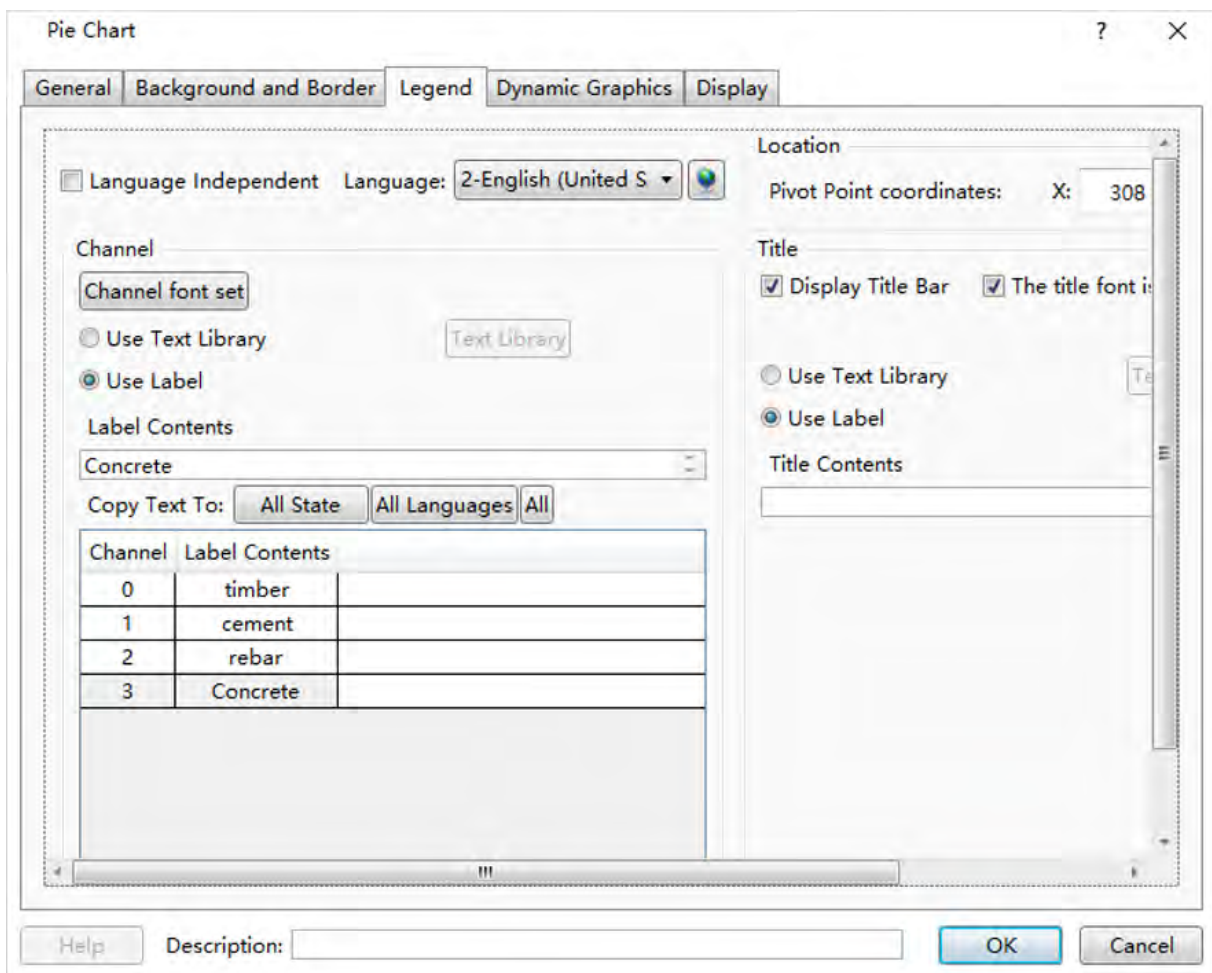 Pie Chart
?
General Background and Border Legend Dynamic Graphics Display
Language Independent Language: 2-English (United S
Channel
Channel font set
Use Text Library Text Library
Use Label
Label Contents
Concrete
Copy Text To: All State All Languages All
Channel Label Contents
0 timber
1 cement
2 rebar
3 Concrete
Location
Pivot Point coordinates: X: 308
Title
Display Title Bar The title font is
Use Text Library Te
Use Label
Title Contents
Help Description: OK Cancel